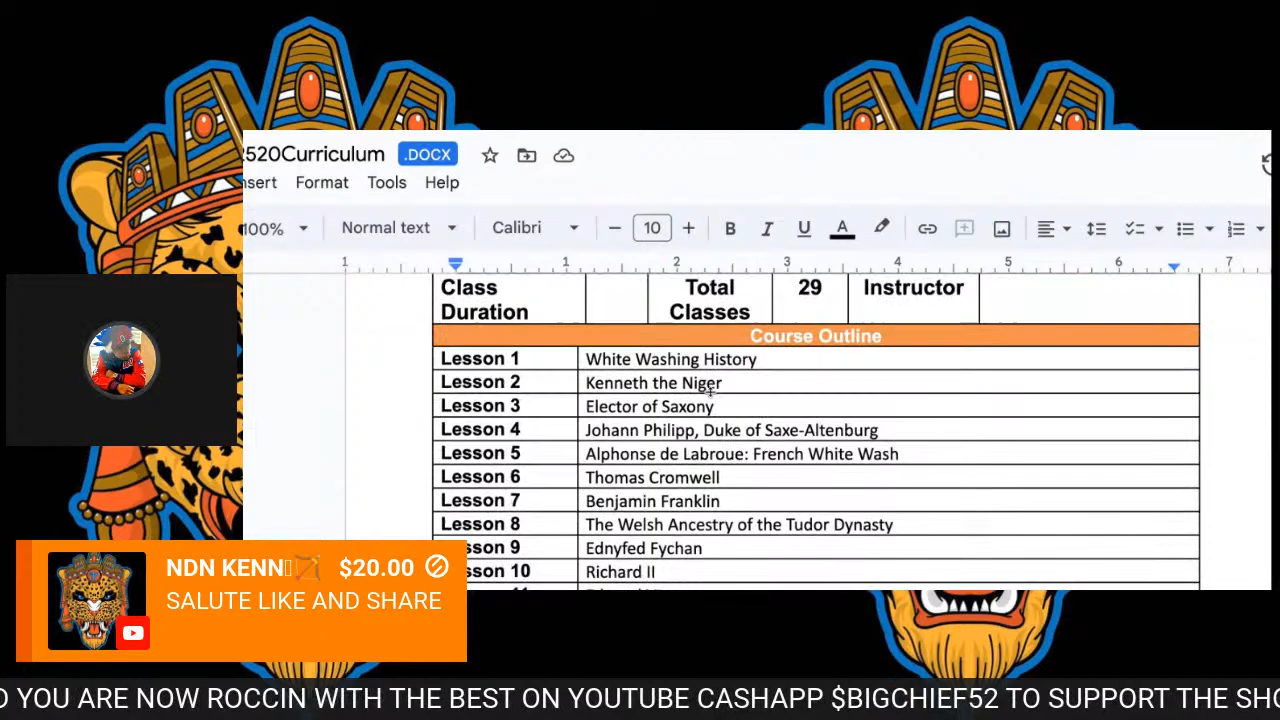 520Curriculum .DOCX
nsert Format Tools Help
100% Normal text Calibri 10 B I U A
1 1 2 3 4 5 6 7
Class Duration Total Classes 29 Instructor
Course Outline
Lesson 1 White Washing History
Lesson 2 Kenneth the Niger
Lesson 3 Elector of Saxony
Lesson 4 Johann Philipp, Duke of Saxe-Altenburg
Lesson 5 Alphonse de Labroue: French White Wash
Lesson 6 Thomas Cromwell
Lesson 7 Benjamin Franklin
Lesson 8 The Welsh Ancestry of the Tudor Dynasty
sson 9 Ednyfed Fychan
sson 10 Richard II
NDN KENN $20.00
SALUTE LIKE AND SHARE
D YOU ARE NOW ROCCIN WITH THE BEST ON YOUTUBE CASHAPP $BIGCHIEF52 TO SUPPORT THE SH